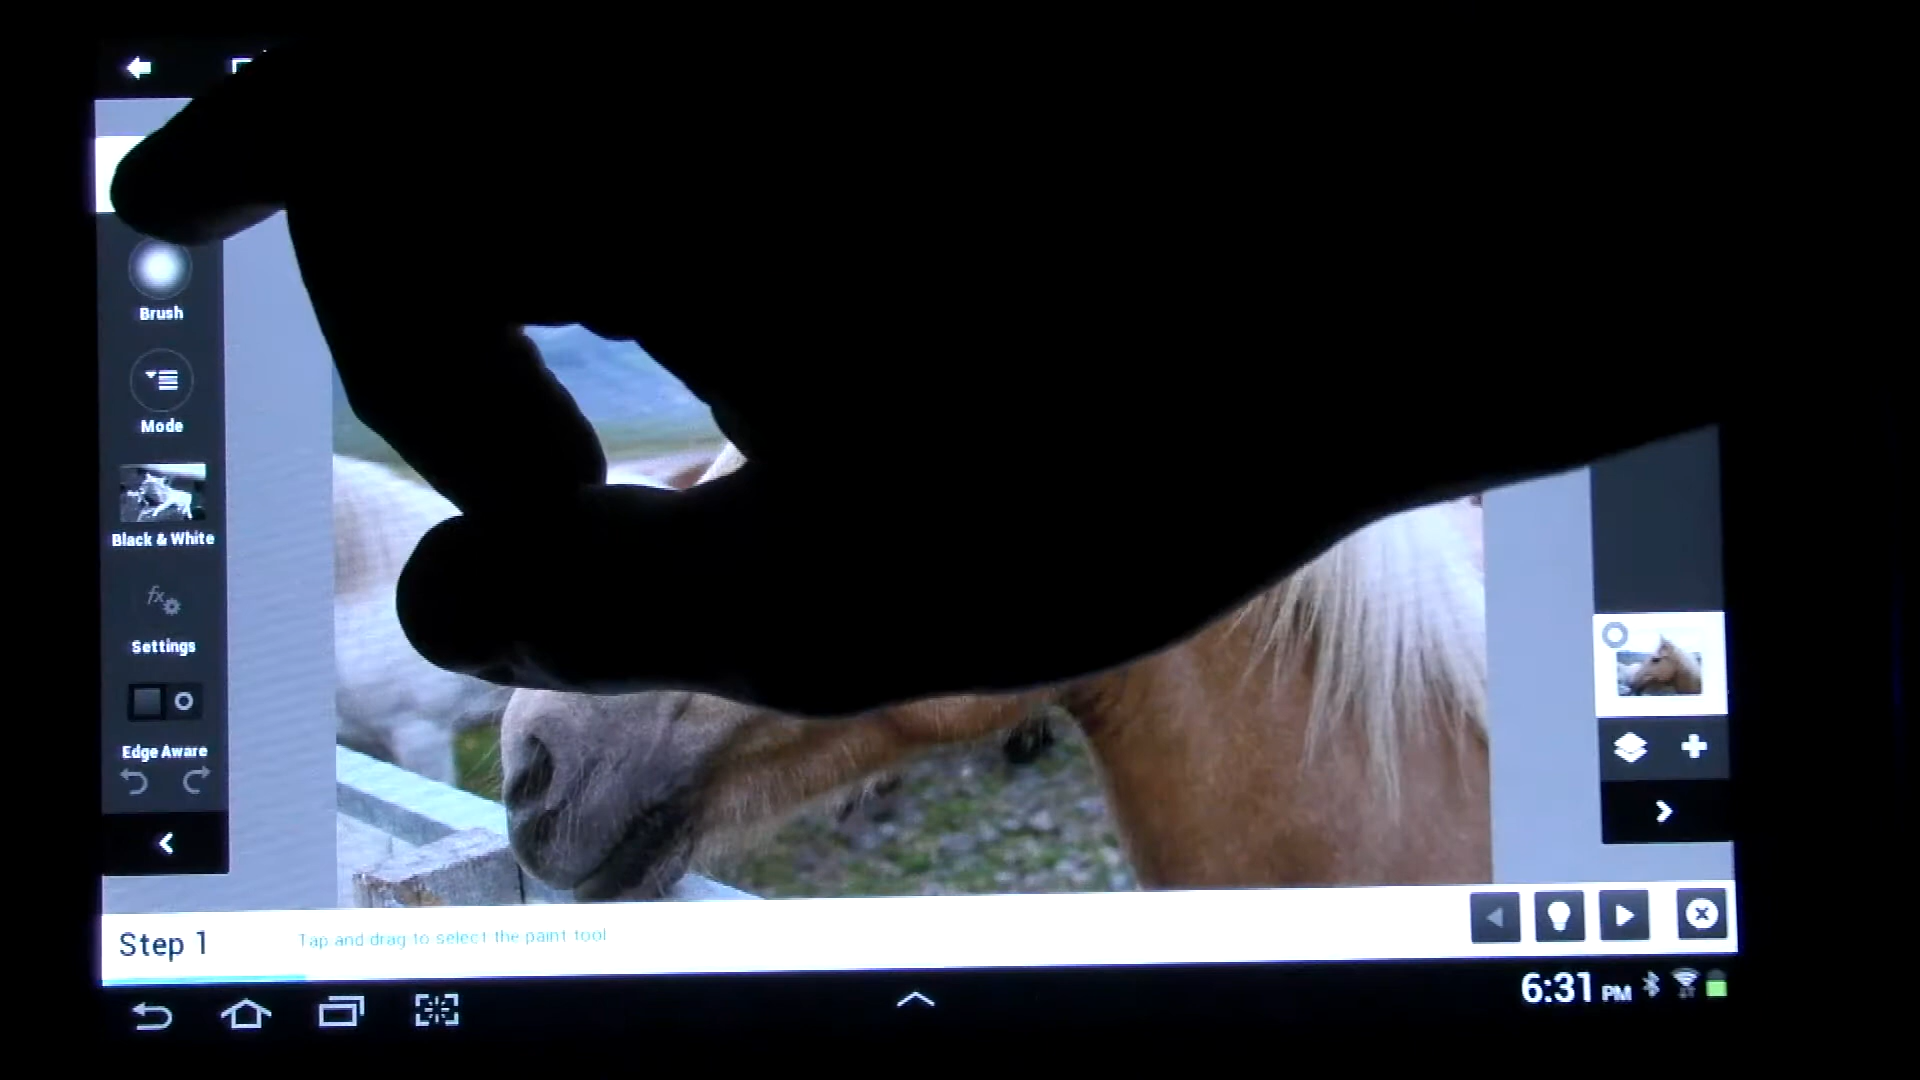 Brush
Mode
Black & White
fx
Settings
Edge Aware
Step 1
Tap and drag to select the paint tool
6:31 PM